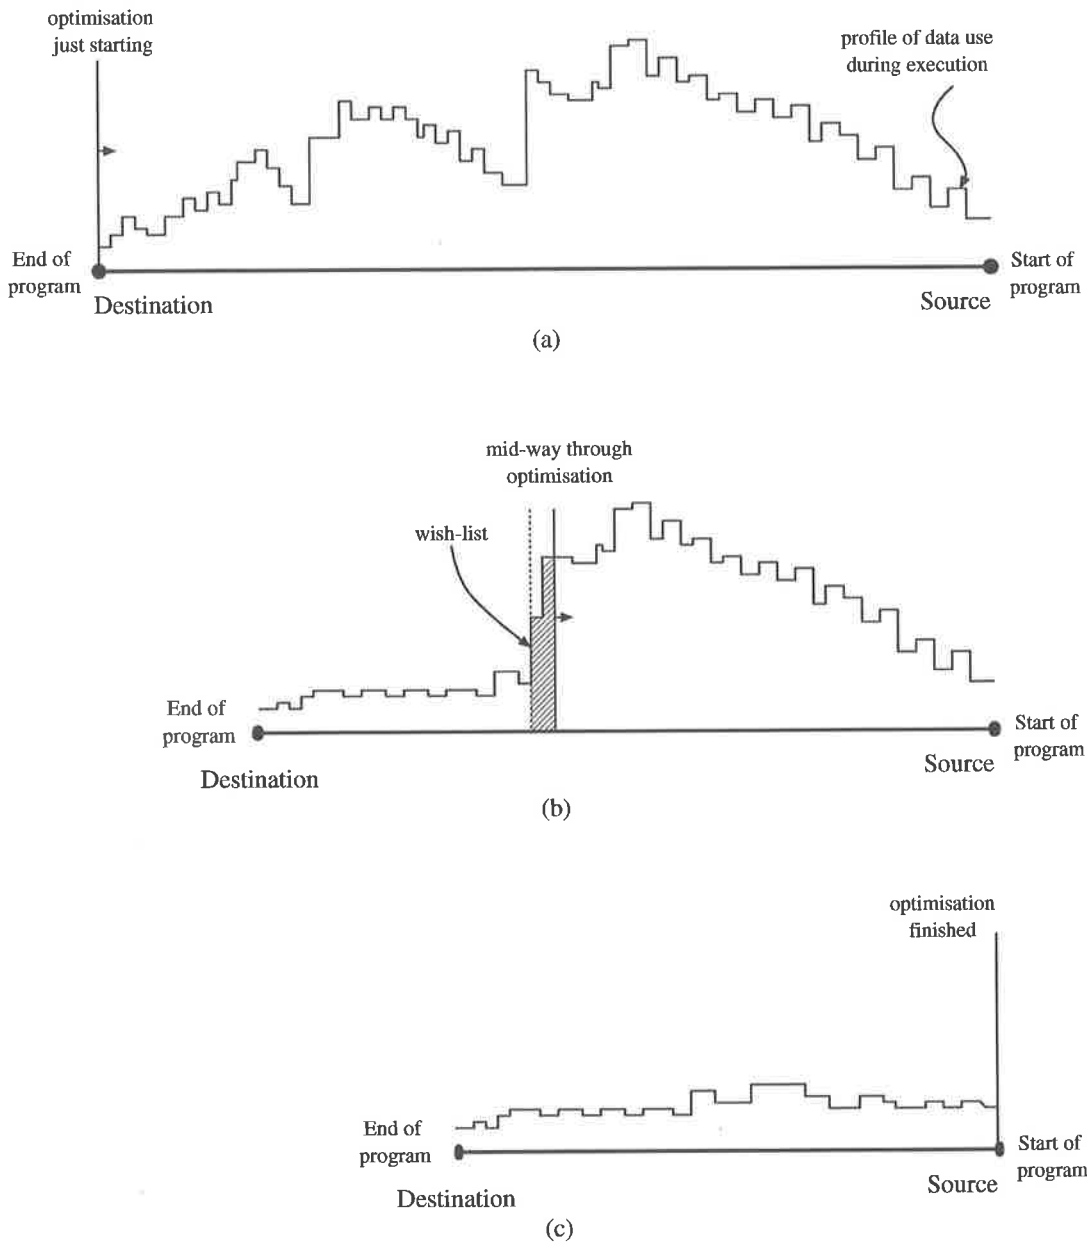 optimisation
just starting
profile of data use
during execution
End of
program
Start of
program
Destination
Source
(a)
mid-way through
optimisation
wish-list
End of
program
Start of
program
Destination
Source
(b)
optimisation
finished
End of
program
Start of
program
Destination
Source
(c)